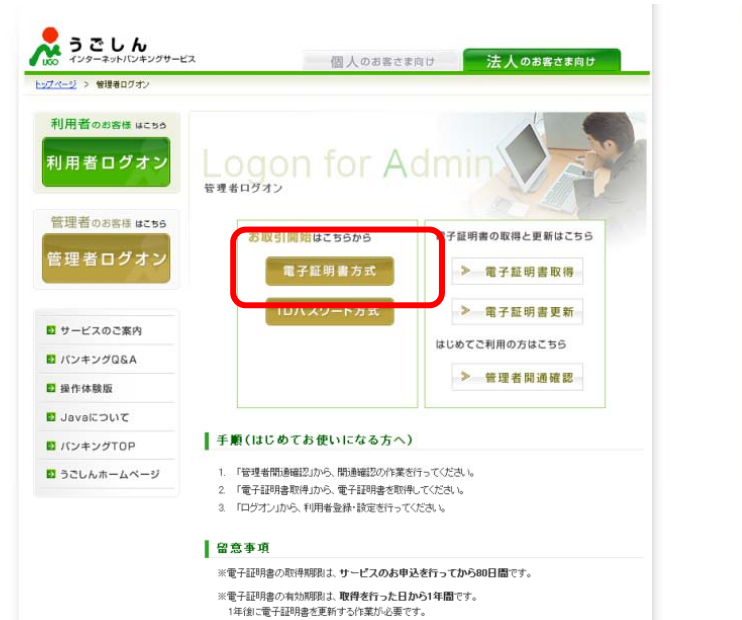 うごしん
UGO インターネットバンキングサービス
個人のお客さま向け
法人のお客さま向け
トップページ > 管理者ログオン
利用者のお客様 はこちら
利用者ログオン
管理者のお客様 はこちら
管理者ログオン
サービスのご案内
バンキングQ&A
操作体験版
Javaについて
バンキングTOP
うごしんホームページ
Logon for Admin
管理者ログオン
お取引開始はこちらから
電子証明書方式
IDパスワード方式
電子証明書の取得と更新はこちら
> 電子証明書取得
> 電子証明書更新
はじめてご利用の方はこちら
> 管理者開通確認
手順(はじめてお使いになる方へ)
1. 「管理者開通確認」から、開通確認の作業を行ってください。
2. 「電子証明書取得」から、電子証明書を取得してください。
3. 「ログオン」から、利用者登録・設定を行ってください。
留意事項
※電子証明書の取得期限は、サービスのお申込を行ってから80日間です。
※電子証明書の有効期限は、取得を行った日から1年間です。
1年後に電子証明書を更新する作業が必要です。